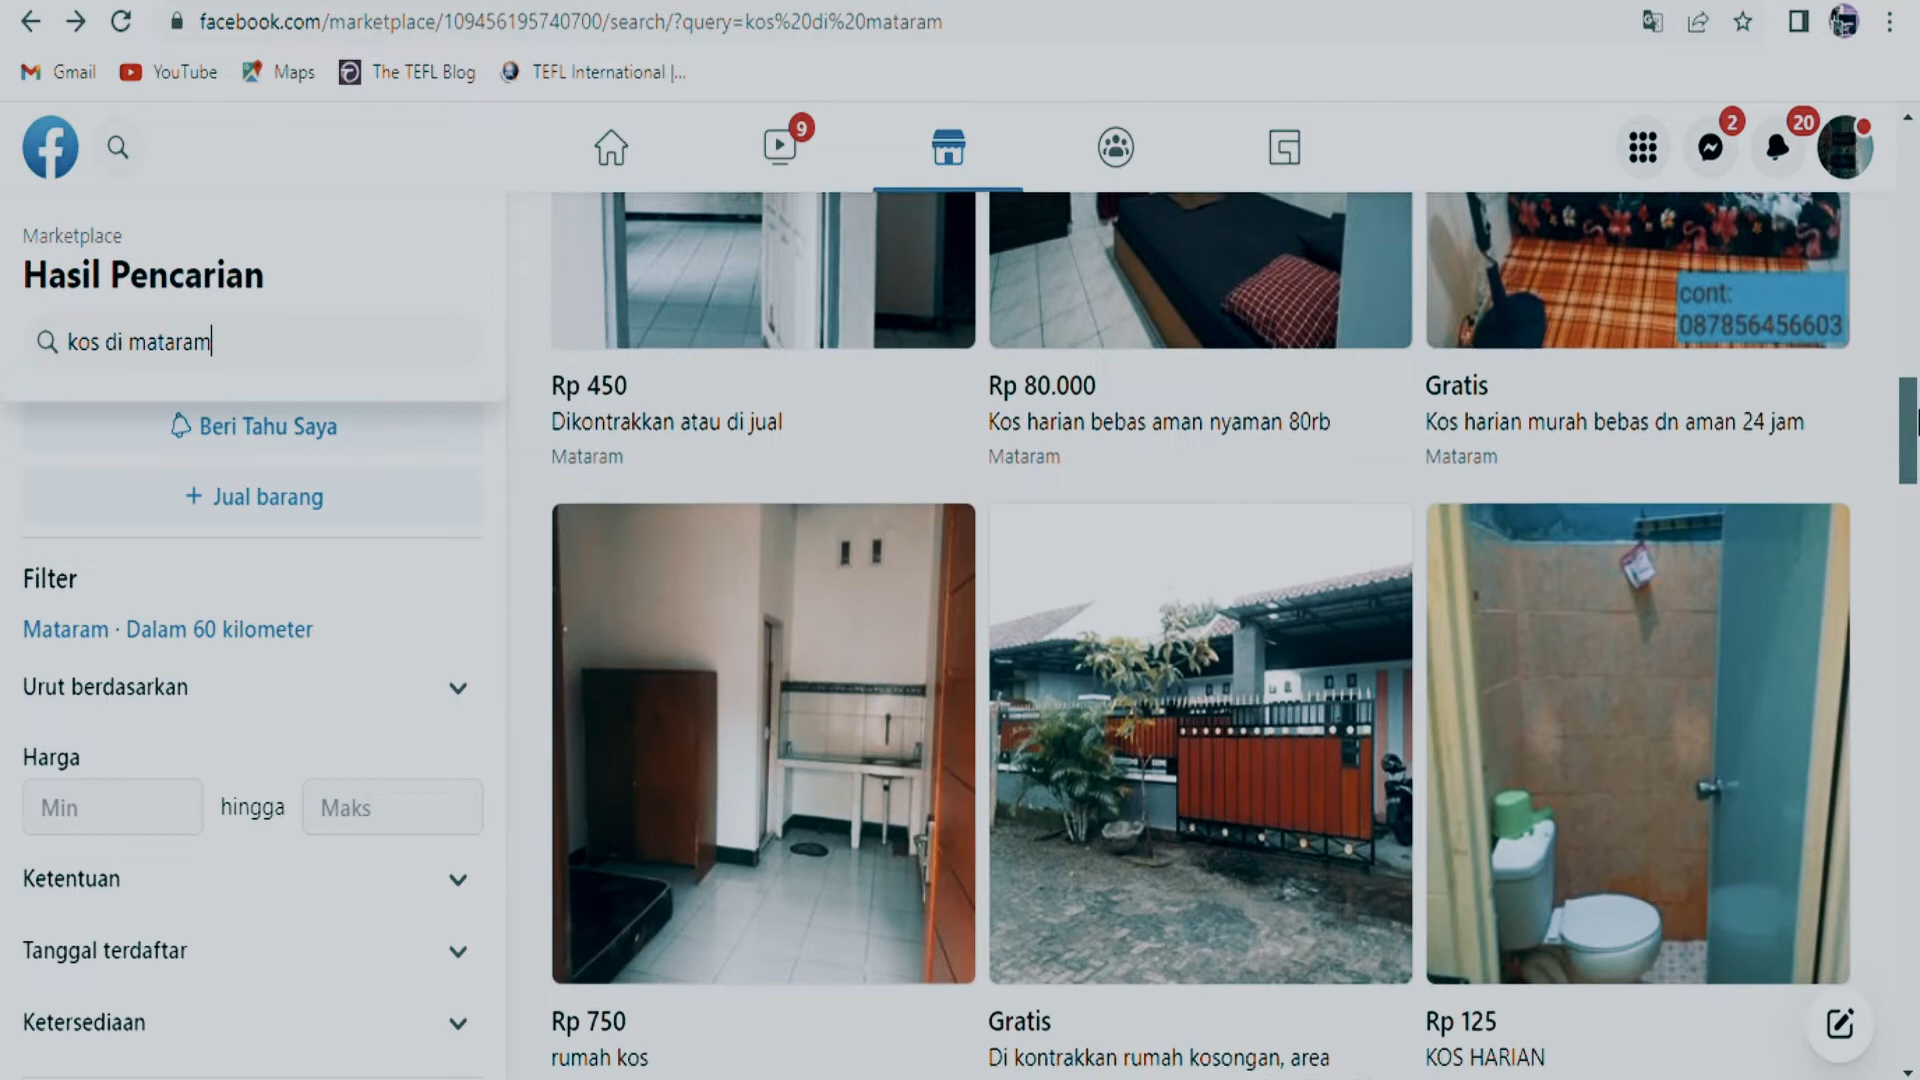 facebook.com/marketplace/109456195740700/search/?query=kos%20di%20mataram
Gmail
YouTube
Maps
The TEFL Blog
TEFL International |...
9
2
20
Marketplace
Hasil Pencarian
kos di mataram
Beri Tahu Saya
+ Jual barang
Filter
Mataram · Dalam 60 kilometer
Urut berdasarkan
Harga
Min
hingga
Maks
Ketentuan
Tanggal terdaftar
Ketersediaan
cont:
087856456603
Rp 450
Dikontrakkan atau di jual
Mataram
Rp 80.000
Kos harian bebas aman nyaman 80rb
Mataram
Gratis
Kos harian murah bebas dn aman 24 jam
Mataram
Rp 750
rumah kos
Gratis
Di kontrakkan rumah kosongan, area
Rp 125
KOS HARIAN